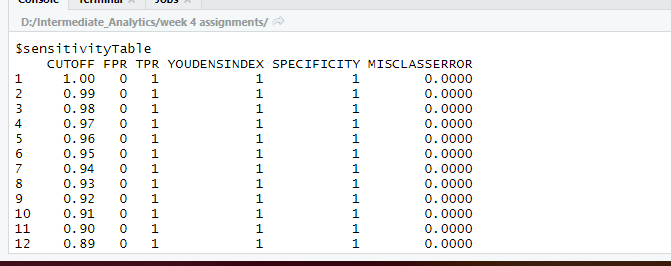 Console Terminal × Jobs ×
D:/Intermediate_Analytics/week 4 assignments/
$sensitivityTable
CUTOFF FPR TPR YOUDENSINDEX SPECIFICITY MISCLASSERROR
1 1.00 0 1 1 1 0.0000
2 0.99 0 1 1 1 0.0000
3 0.98 0 1 1 1 0.0000
4 0.97 0 1 1 1 0.0000
5 0.96 0 1 1 1 0.0000
6 0.95 0 1 1 1 0.0000
7 0.94 0 1 1 1 0.0000
8 0.93 0 1 1 1 0.0000
9 0.92 0 1 1 1 0.0000
10 0.91 0 1 1 1 0.0000
11 0.90 0 1 1 1 0.0000
12 0.89 0 1 1 1 0.0000